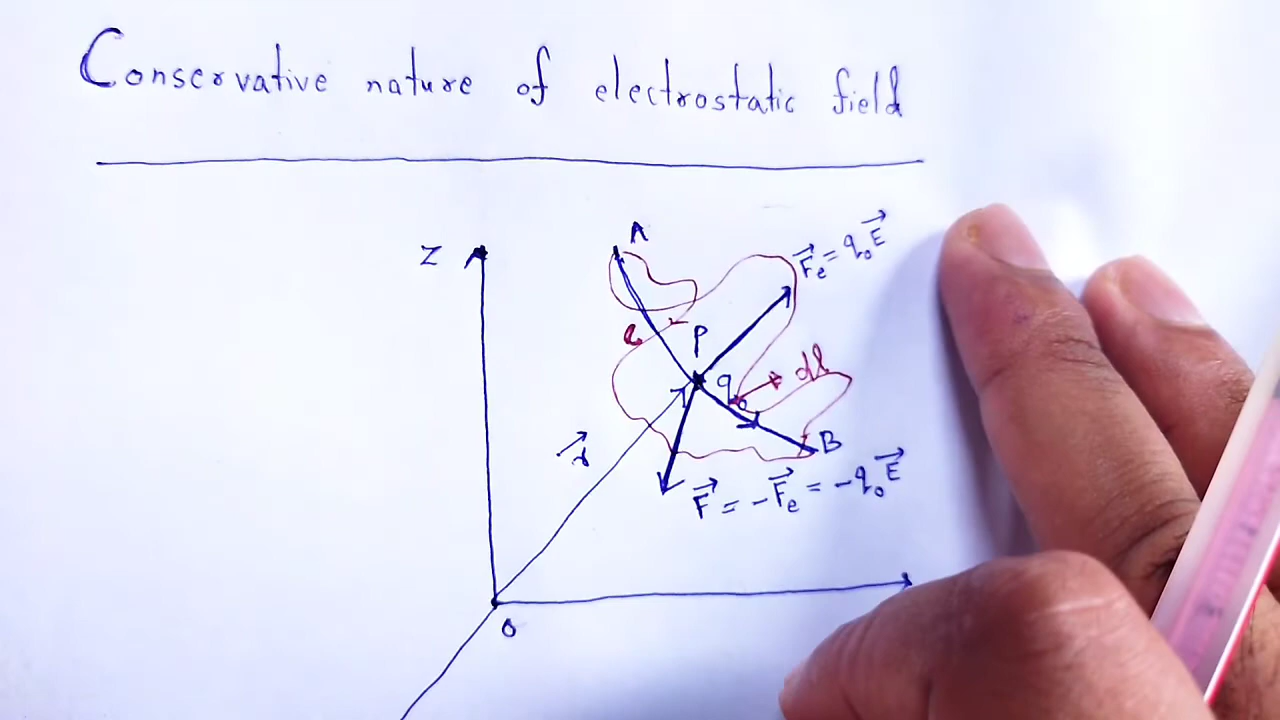 Conservative nature of electrostatic field
Z
A
F⃗e = q₀E⃗
P
q₀
dl
B
r⃗
F⃗ = -F⃗e = -q₀E⃗
O